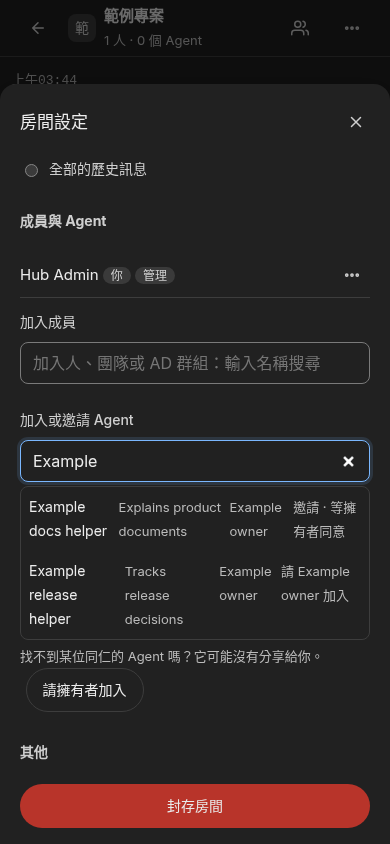 範 範例專案
1 人 · 0 個 Agent
上午03:44
房間設定
全部的歷史訊息
成員與 Agent
Hub Admin 你 管理
加入成員
加入人、團隊或 AD 群組：輸入名稱搜尋
加入或邀請 Agent
Example
Example docs helper Explains product documents Example owner 邀請 · 等擁有者同意
Example release helper Tracks release decisions Example owner 請 Example owner 加入
找不到某位同仁的 Agent 嗎？它可能沒有分享給你。
請擁有者加入
其他
封存房間